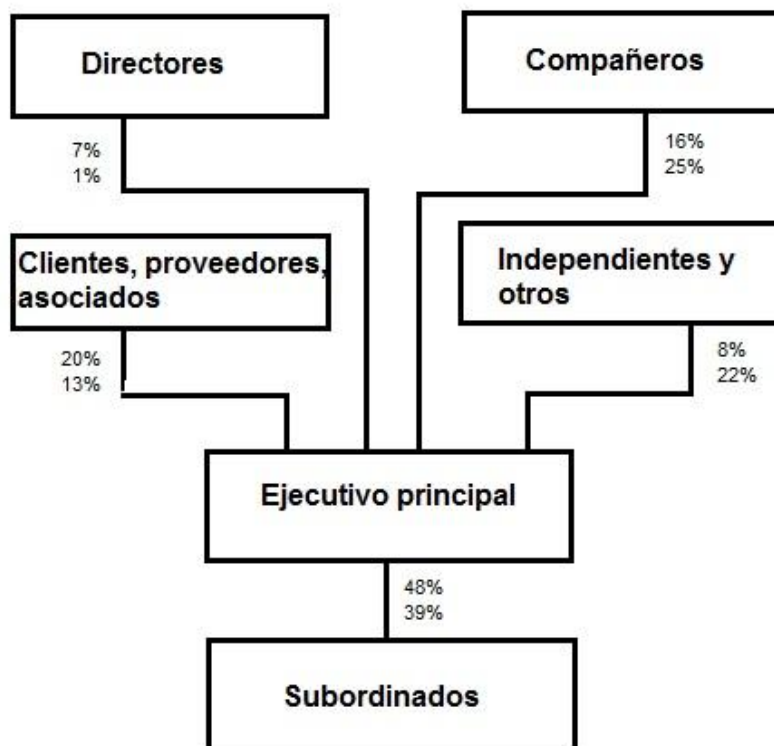 Directores
Compañeros
7%
1%
16%
25%
Clientes, proveedores,
asociados
Independientes y
otros
20%
13%
8%
22%
Ejecutivo principal
48%
39%
Subordinados